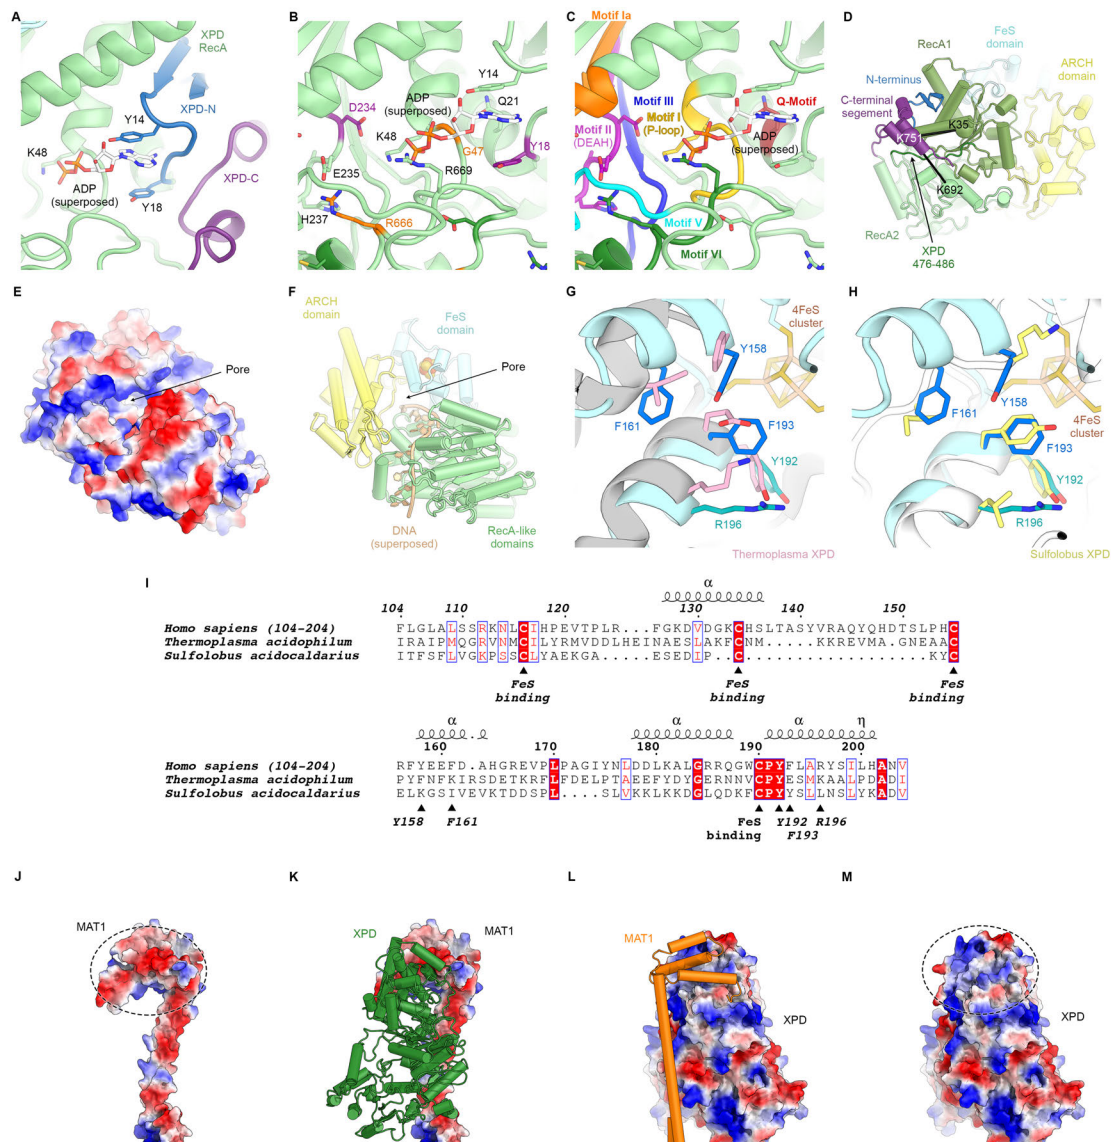 A
XPD
RecA
XPD-N
Y14
K48
XPD-C
ADP
(superposed)
Y18
B
Y14
ADP
(superposed)
D234
Q21
K48
G47
Y18
E235
R669
H237
R666
C
Motif Ia
Motif III
Motif I
(P-loop)
Q-Motif
Motif II
(DEAH)
ADP
(superposed)
Motif V
Motif VI
D
RecA1
FeS
domain
ARCH
domain
N-terminus
C-terminal
segement
K751
K35
K692
RecA2
XPD
476-486
E
Pore
F
ARCH
domain
FeS
domain
Pore
DNA
(superposed)
RecA-like
domains
G
4FeS
cluster
Y158
F161
F193
Y192
R196
Thermoplasma XPD
H
Y158
F161
4FeS
cluster
F193
Y192
R196
Sulfolobus XPD
I
α
104 110 120 130 140 150
Homo sapiens (104-204) FLGLALSSRKNLCIHPEVTPLR...FGKDVDGKCHSLTASYVRAQYQHDTSLPHC
Thermoplasma acidophilum IRAIPMQGRVNMCILYRMVDDLHEINAESLAKFCNM......KKREVMA.GNEAAC
Sulfolobus acidocaldarius ITFSFLVGKPSSCLYAEKGA...ESEDIP..C.................KYC
FeS
binding
FeS
binding
FeS
binding
α α α η
160 170 180 190 200
Homo sapiens (104-204) RFYEEFDAHGREVPLPAGIYNLDDLKALGRRQGWCPYFLARYSILHANVI
Thermoplasma acidophilum PYFNFKIRSDETKRFLFDELPTAEEFYDYGERNNVCPYESMKAALPDADI
Sulfolobus acidocaldarius ELKGSIVEVKTDDSPL....SLVKKLKKDGLQDKFCPYYSLLNSLYKADV
Y158
F161
FeS
binding
Y192
F193
R196
J
MAT1
K
XPD
MAT1
L
MAT1
XPD
M
XPD